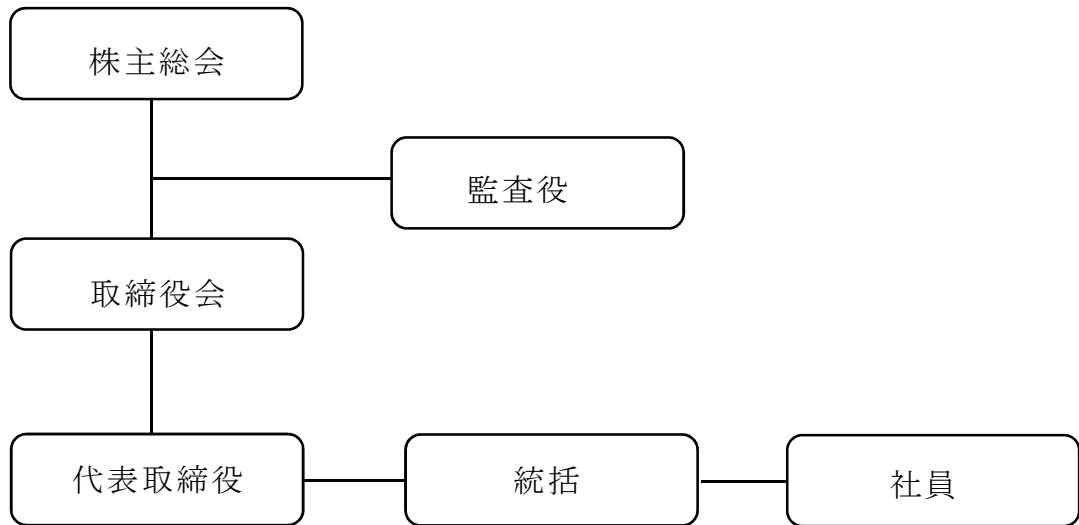 株主総会
監査役
取締役会
代表取締役
統括
社員